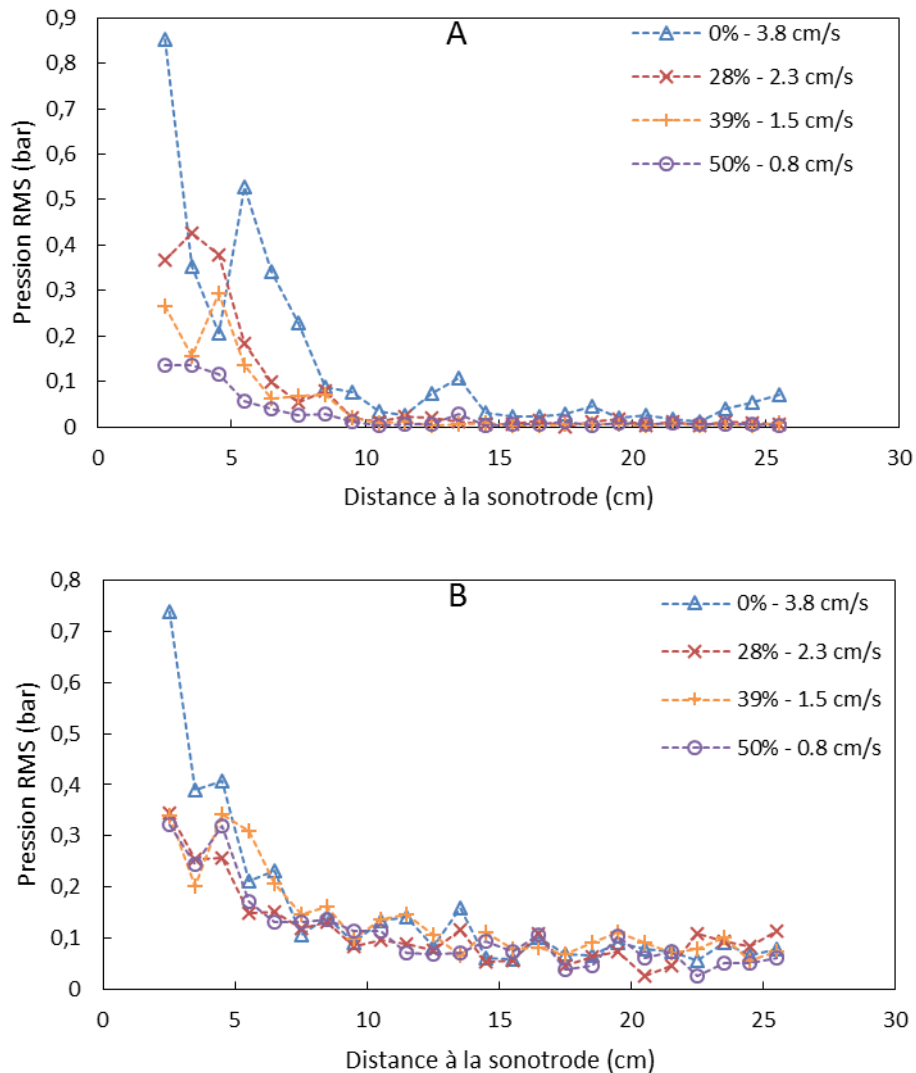 A
0% - 3.8 cm/s
28% - 2.3 cm/s
39% - 1.5 cm/s
50% - 0.8 cm/s
Pression RMS (bar)
0,9
0,8
0,7
0,6
0,5
0,4
0,3
0,2
0,1
0
0 5 10 15 20 25 30
Distance à la sonotrode (cm)
B
0% - 3.8 cm/s
28% - 2.3 cm/s
39% - 1.5 cm/s
50% - 0.8 cm/s
Pression RMS (bar)
0,8
0,7
0,6
0,5
0,4
0,3
0,2
0,1
0
0 5 10 15 20 25 30
Distance à la sonotrode (cm)